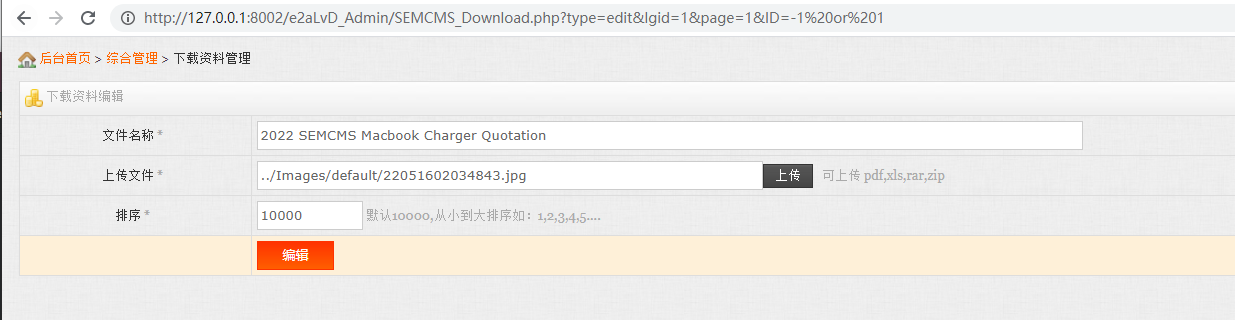 http://127.0.0.1:8002/e2aLvD_Admin/SEMCMS_Download.php?type=edit&lgid=1&page=1&ID=-1%20or%201
后台首页 > 综合管理 > 下载资料管理
下载资料编辑
文件名称 * 2022 SEMCMS Macbook Charger Quotation
上传文件 * ../Images/default/22051602034843.jpg 上传 可上传 pdf,xls,rar,zip
排序 * 10000 默认10000,从小到大排序如：1,2,3,4,5....
编辑